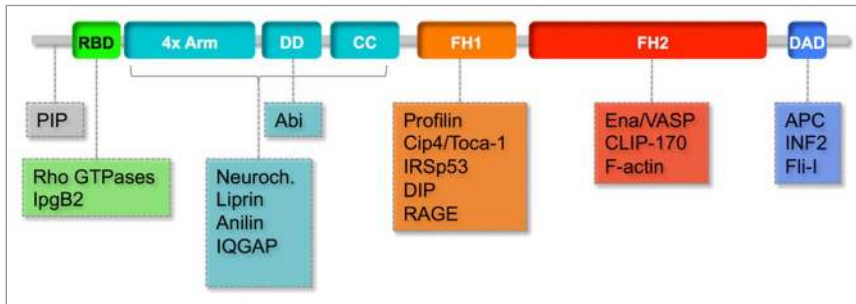 RBD 4x Arm DD CC FH1 FH2 DAD
PIP
Rho GTPases
IpgB2
Abi
Neuroch.
Liprin
Anilin
IQGAP
Profilin
Cip4/Toca-1
IRSp53
DIP
RAGE
Ena/VASP
CLIP-170
F-actin
APC
INF2
Fli-I